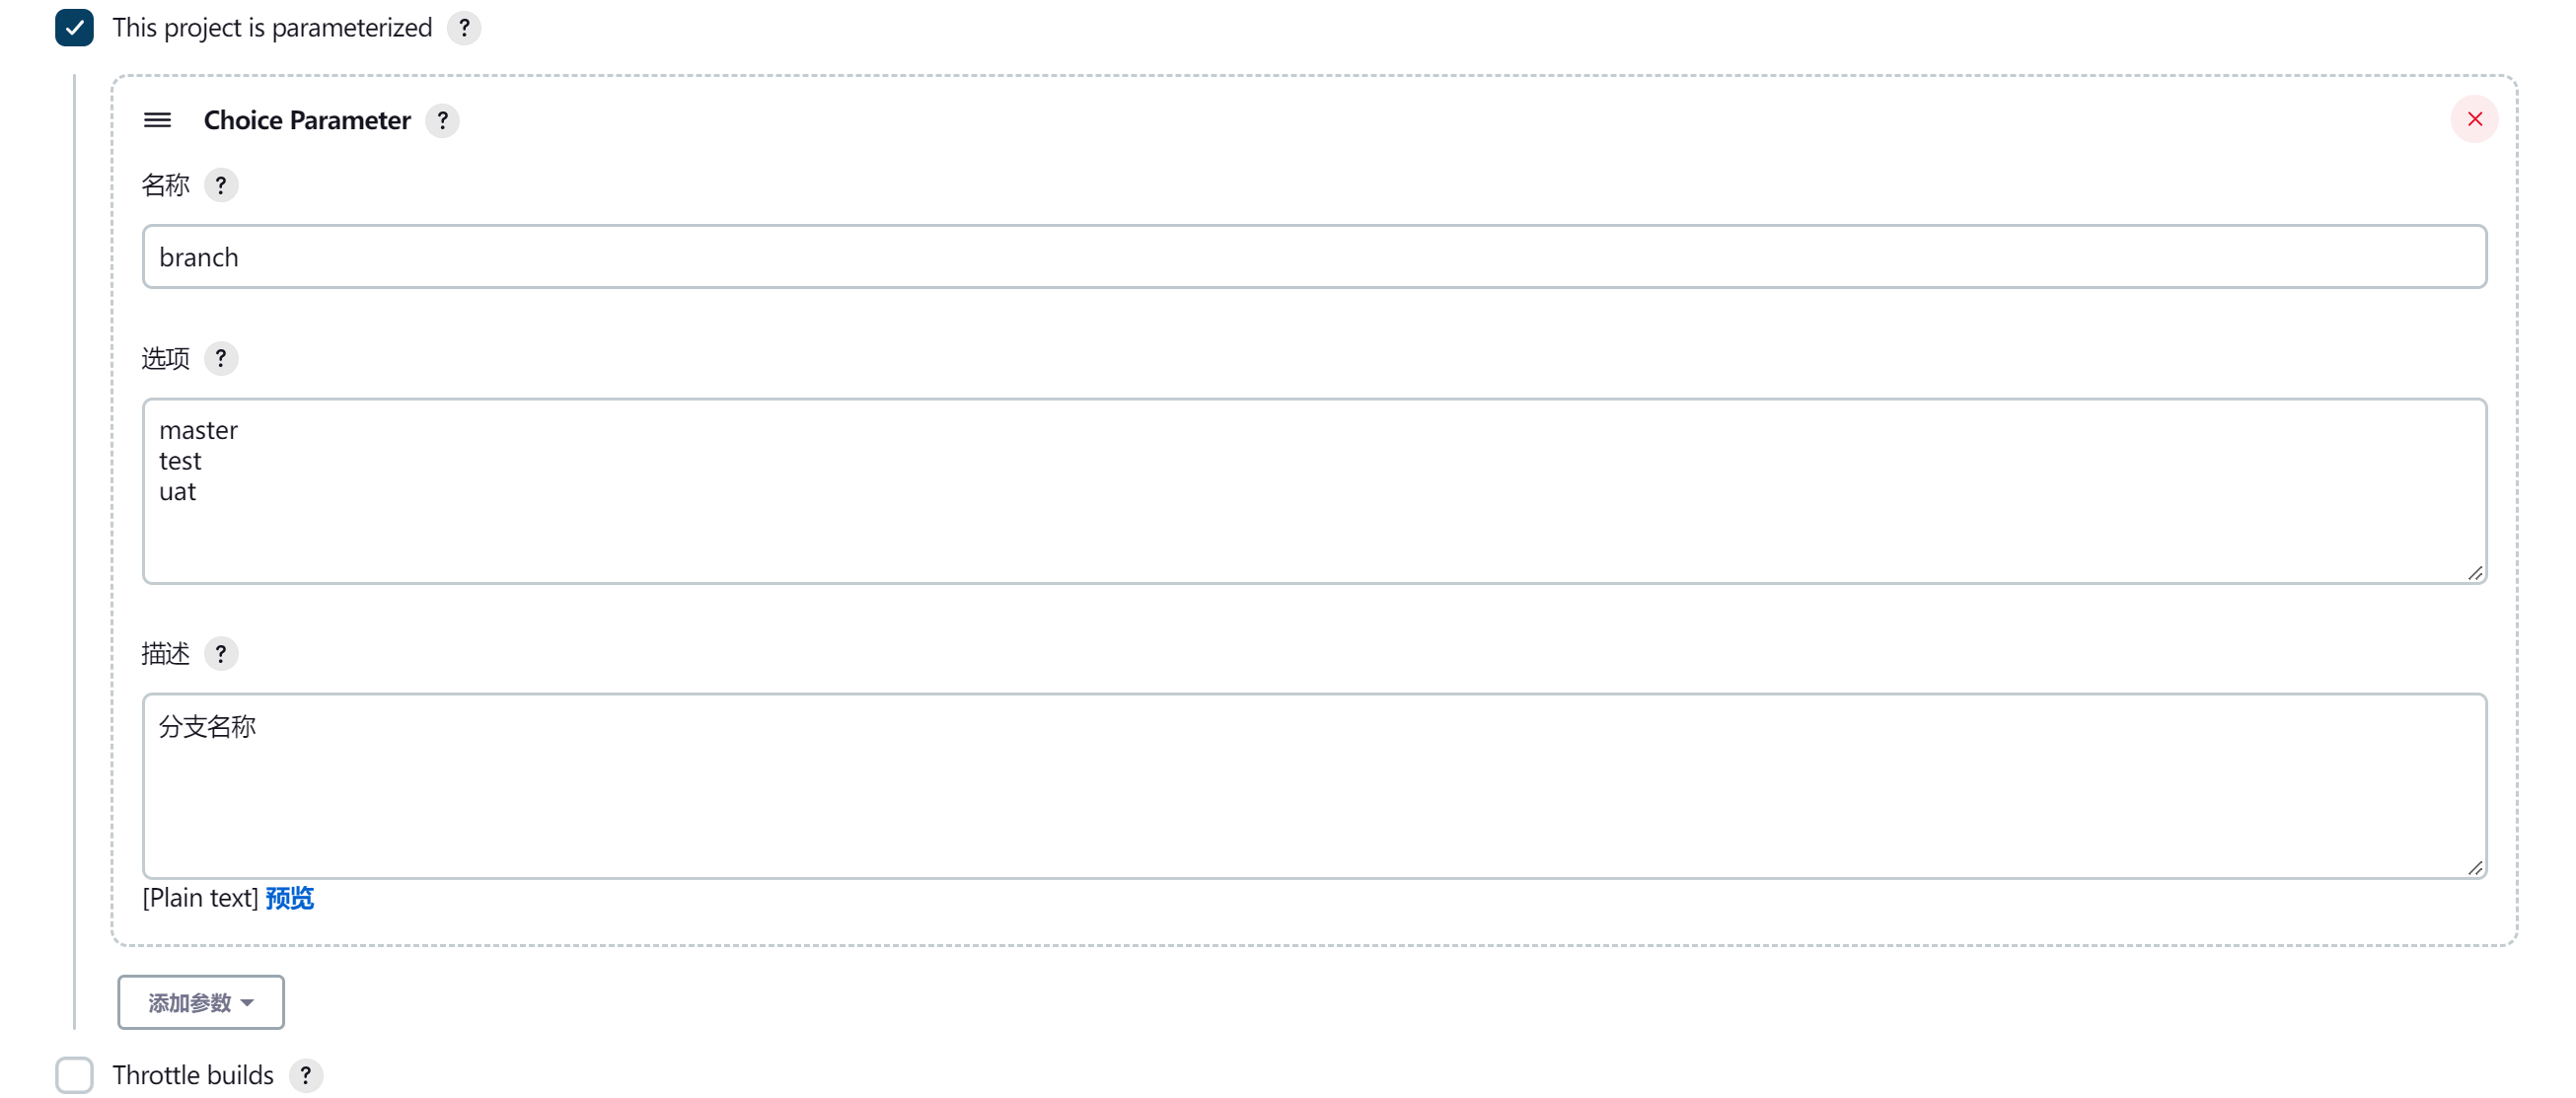 This project is parameterized ?
Choice Parameter ?
名称 ?
branch
选项 ?
master
test
uat
描述 ?
分支名称
[Plain text] 预览
添加参数
Throttle builds ?